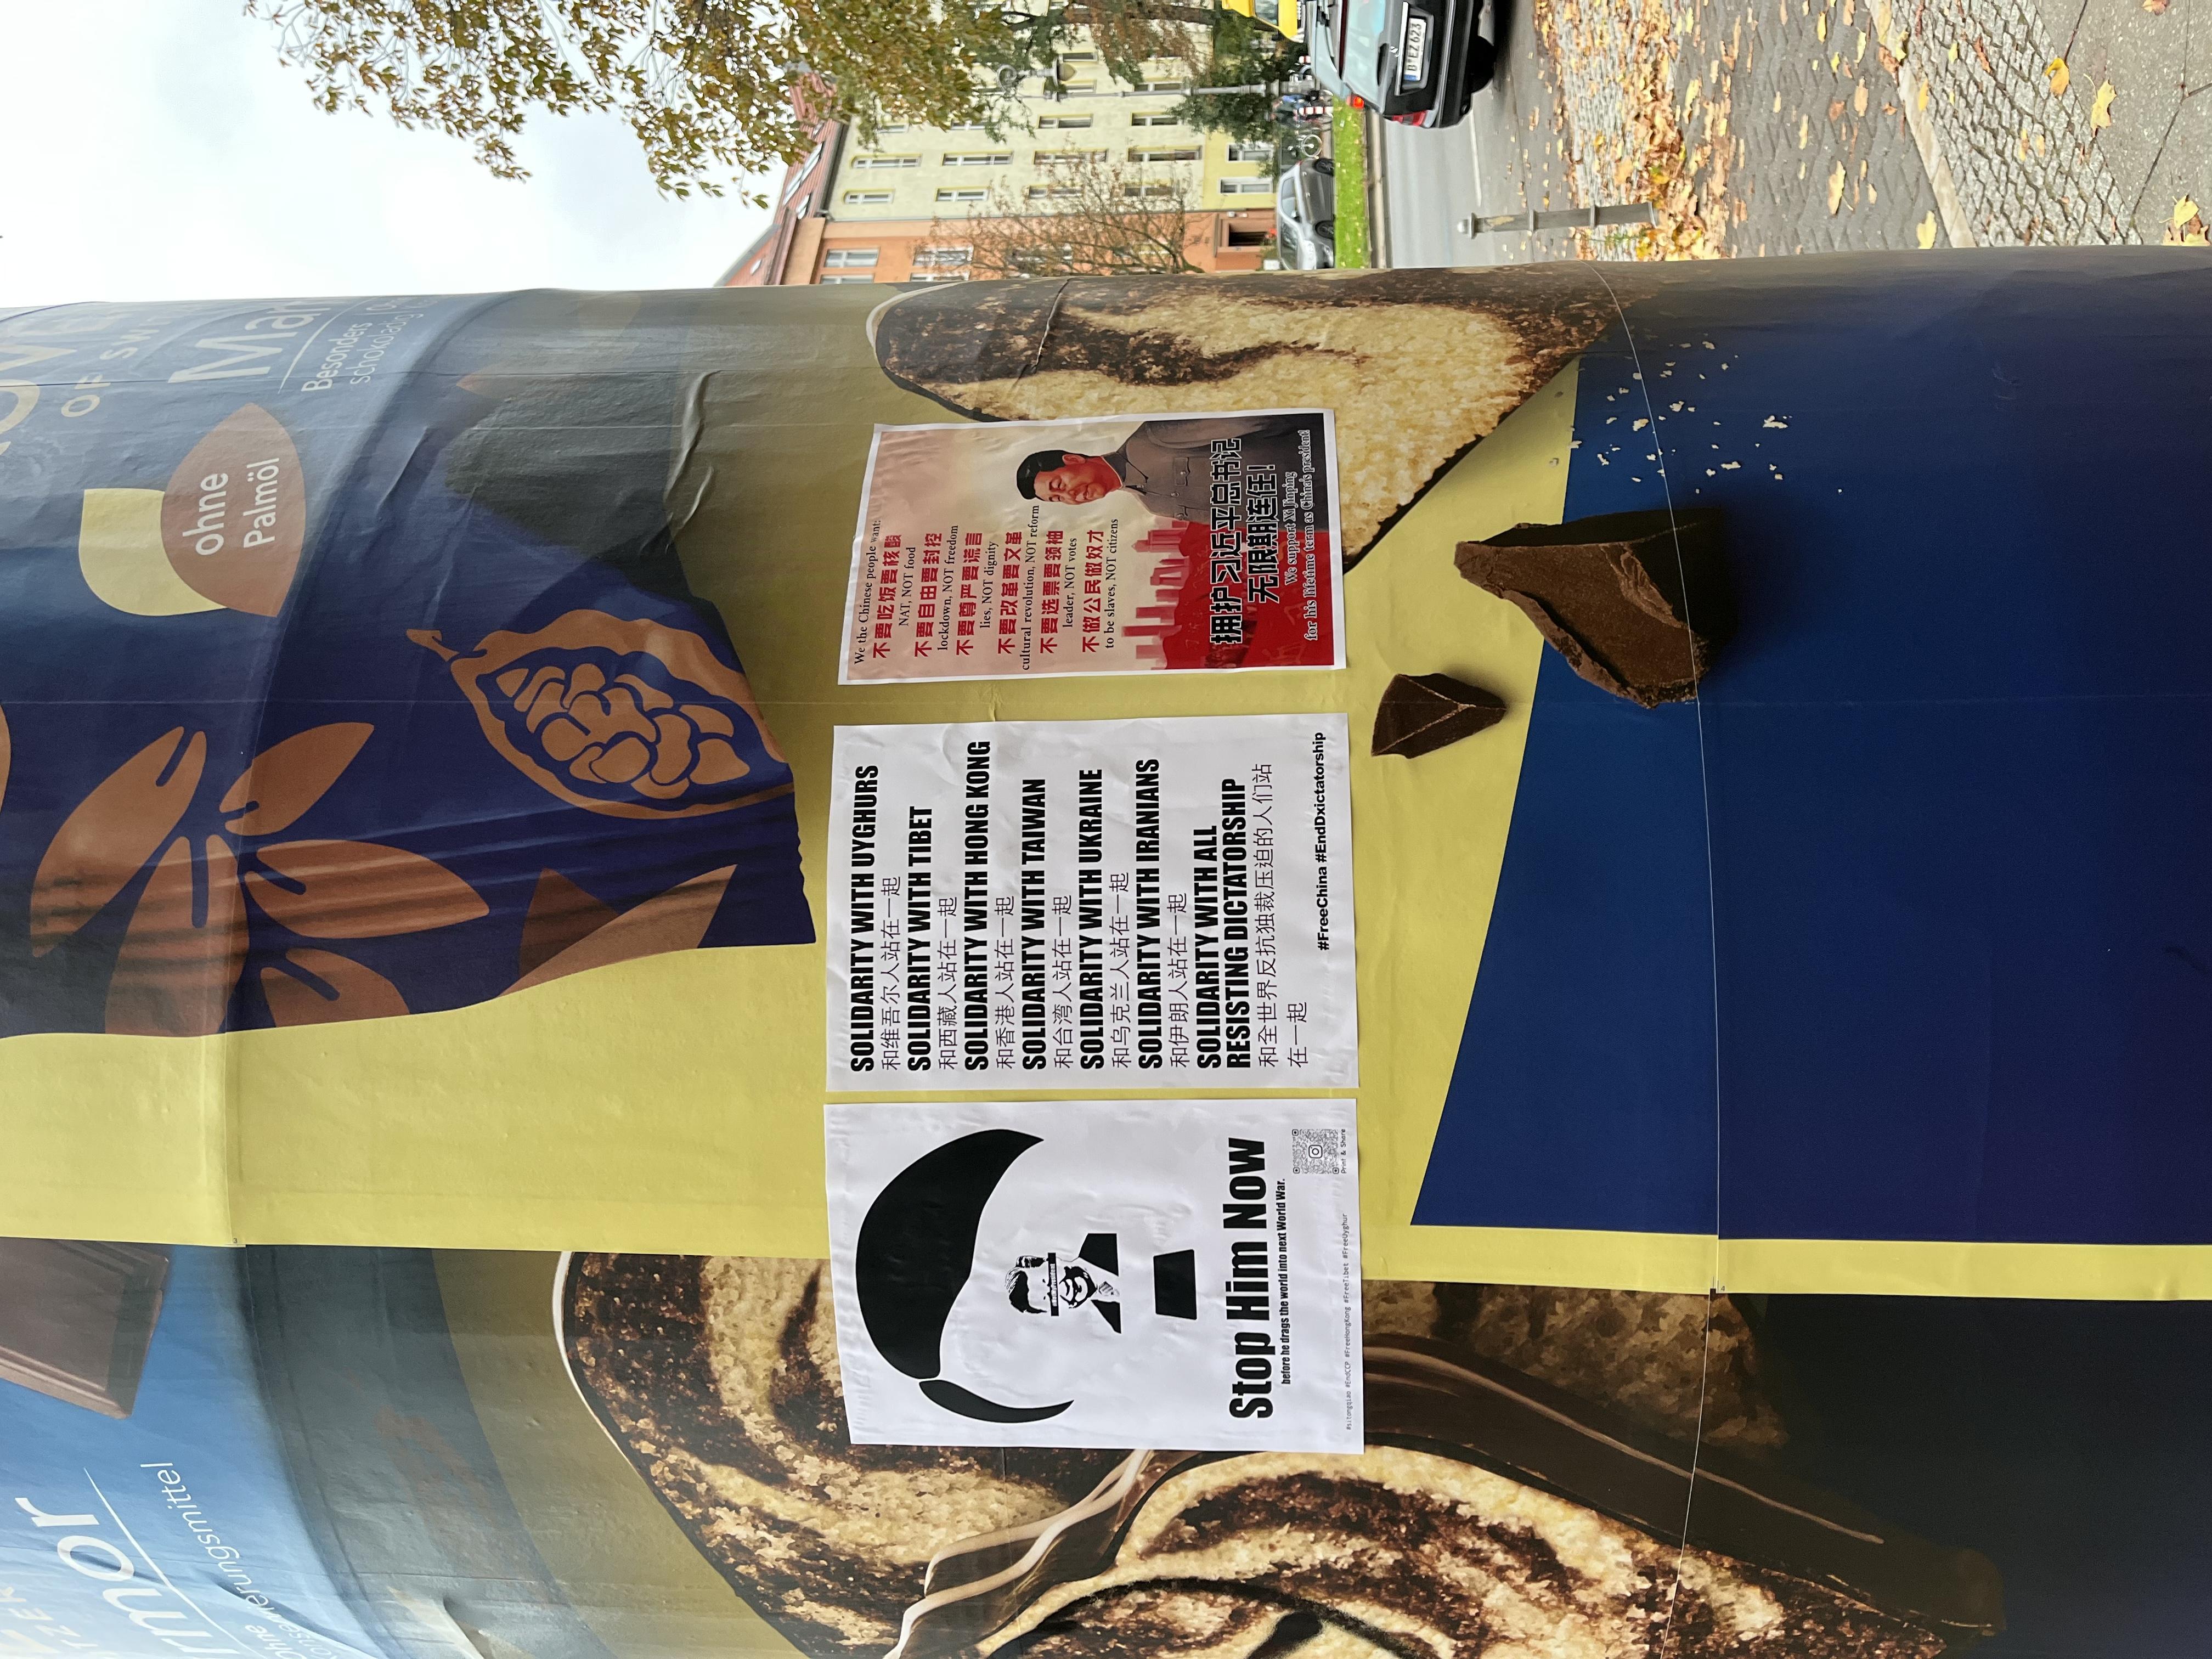 ohne
Palmöl
Besonders
schokoladig
SOLIDARITY WITH UYGHURS
和维吾尔人站在一起
SOLIDARITY WITH TIBET
和西藏人站在一起
SOLIDARITY WITH HONG KONG
和香港人站在一起
SOLIDARITY WITH TAIWAN
和台湾人站在一起
SOLIDARITY WITH UKRAINE
和乌克兰人站在一起
SOLIDARITY WITH IRANIANS
和伊朗人站在一起
SOLIDARITY WITH ALL
RESISTING DICTATORSHIP
和全世界反抗独裁压迫的人们站
在一起
#FreeChina #EndDxictatorship
Stop Him Now
before he drags the world into next World War.
#sitongqiao #EndCCP #FreeHongKong #FreeTibet #FreeUyghur
Print & Share
We the Chinese people want:
不要吃饭要核酸
NAT, NOT food
不要自由要封控
lockdown, NOT freedom
不要尊严要谎言
lies, NOT dignity
不要改革要文革
cultural revolution, NOT reform
不要选票要领袖
leader, NOT votes
不做公民做奴才
to be slaves, NOT citizens
拥护习近平总书记
无限期连任!
We support Xi Jinping
for his lifetime term as China's president!